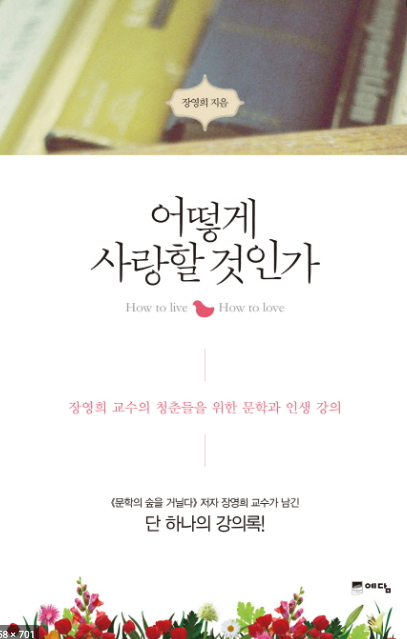 장영희 지음
어떻게
사랑할 것인가
How to live How to love
장영희 교수의 청춘들을 위한 문학과 인생 강의
《문학의 숲을 거닐다》 저자 장영희 교수가 남긴
단 하나의 강의록!
예담
58 × 701